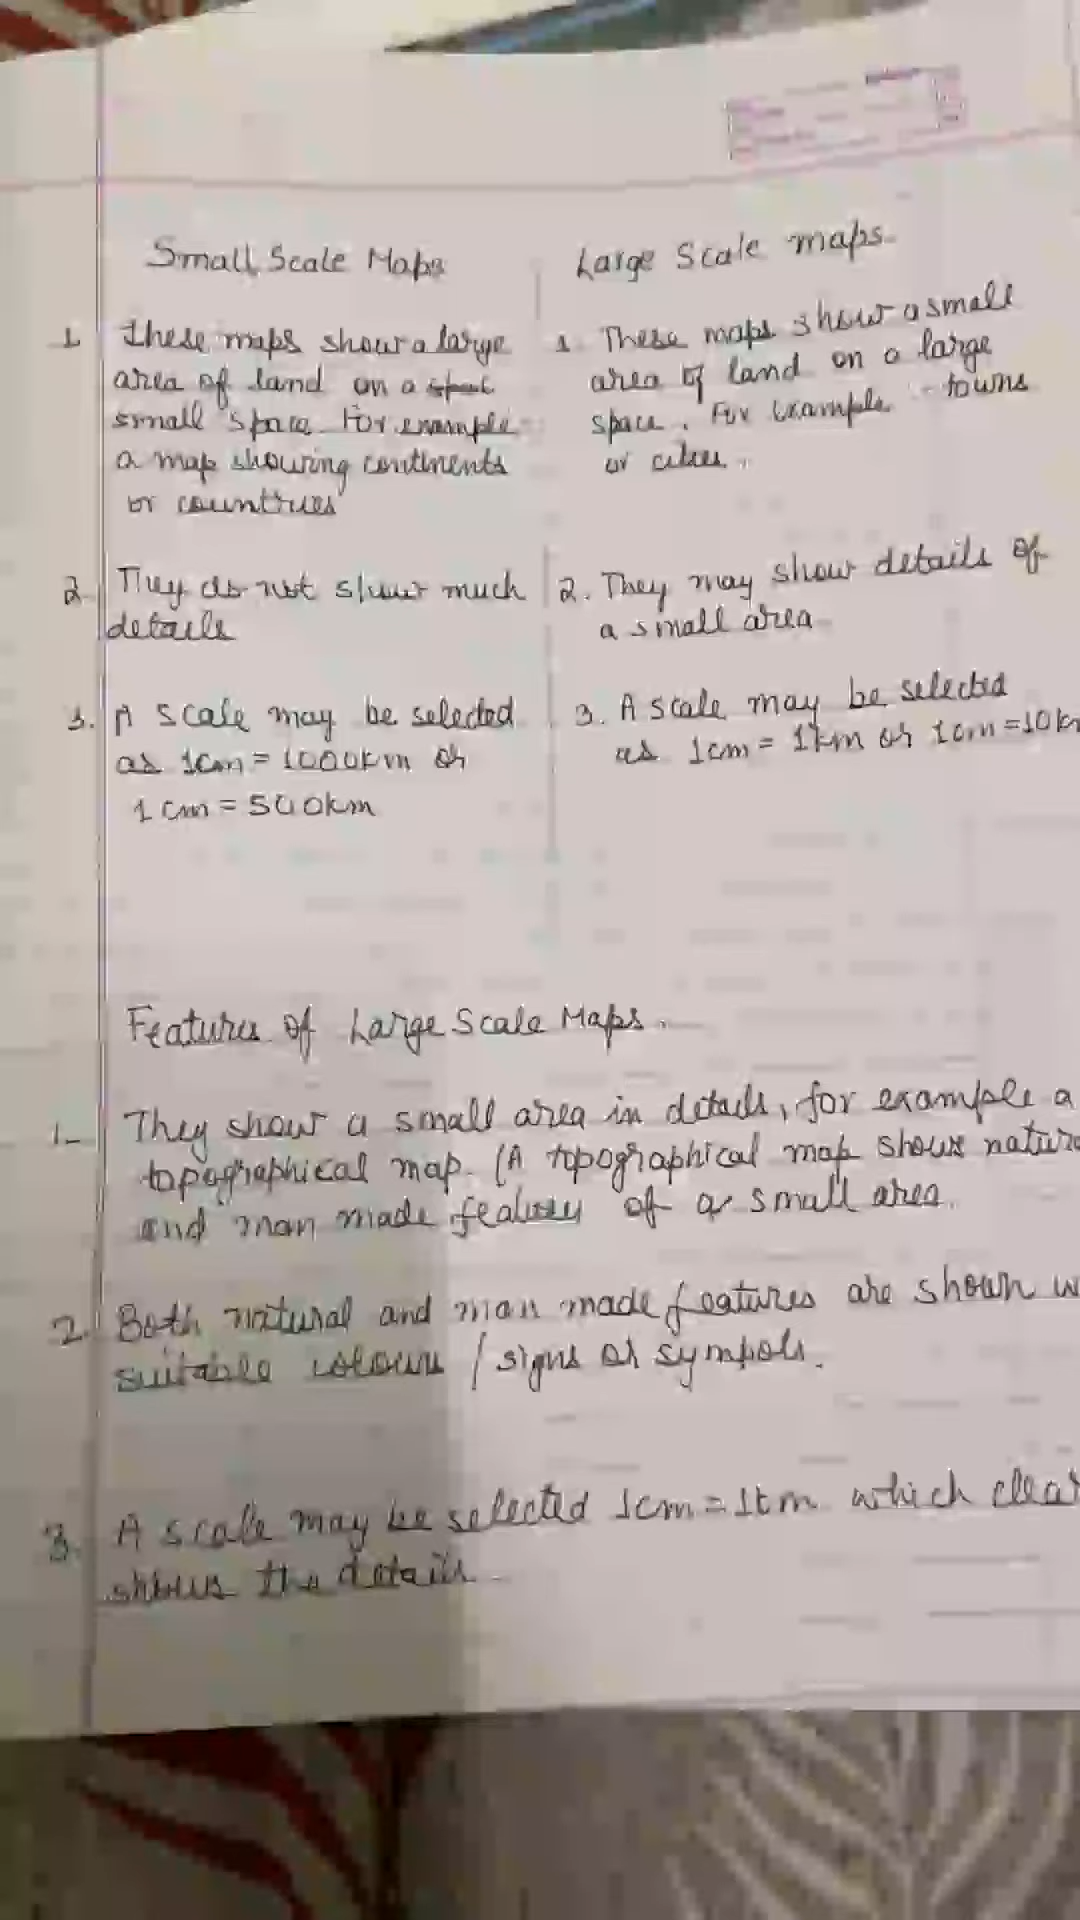 Small Scale Maps
1. these maps show a large
area of land on a
small space For example
a map showing continents
or countries
2. They do not show much
details
3. A scale may be selected
as 1cm = 1000km or
1 cm = 500km
Large Scale maps.
1. These maps show a small
area of land on a large
space. For example towns
or cities.
2. They may show details of
a small area
3. A scale may be selected
as 1cm = 1km or 1cm = 10km
Features of Large Scale Maps.
1- They show a small area in details, for example a
topographical map. (A topographical map shows natur
and man made features of a small area.
2. Both natural and man made features are shown w
suitable colours / signs or symbols.
3. A scale may be selected 1cm = 1km which clear
shows the details